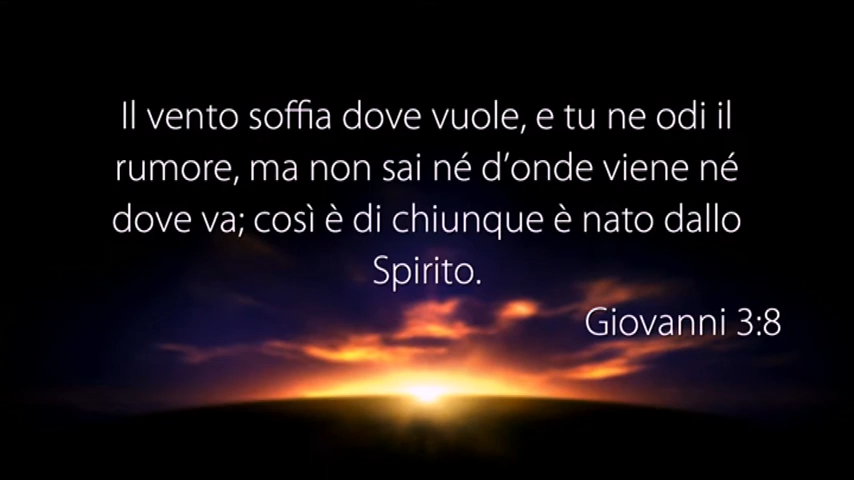 Il vento soffia dove vuole, e tu ne odi il
rumore, ma non sai né d’onde viene né
dove va; così è di chiunque è nato dallo
Spirito.
Giovanni 3:8